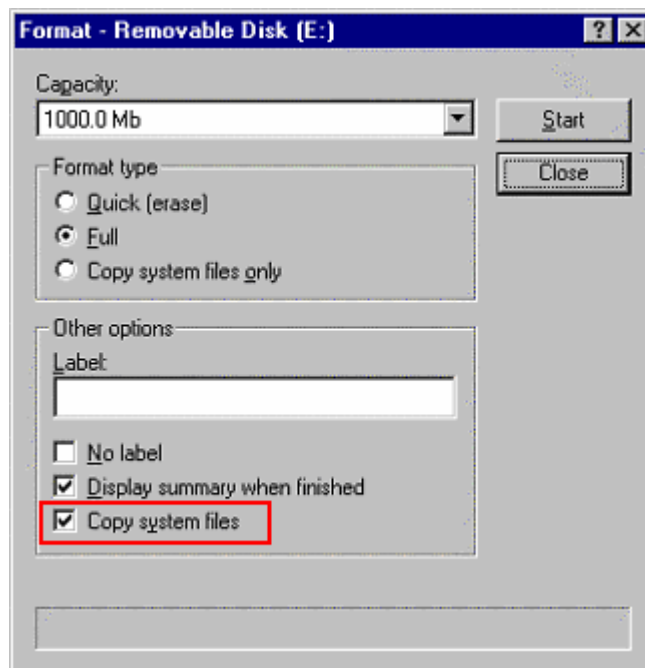 Format - Removable Disk (E:)
Capacity:
1000.0 Mb
Start
Format type
Close
Quick (erase)
Full
Copy system files only
Other options
Label:
No label
Display summary when finished
Copy system files